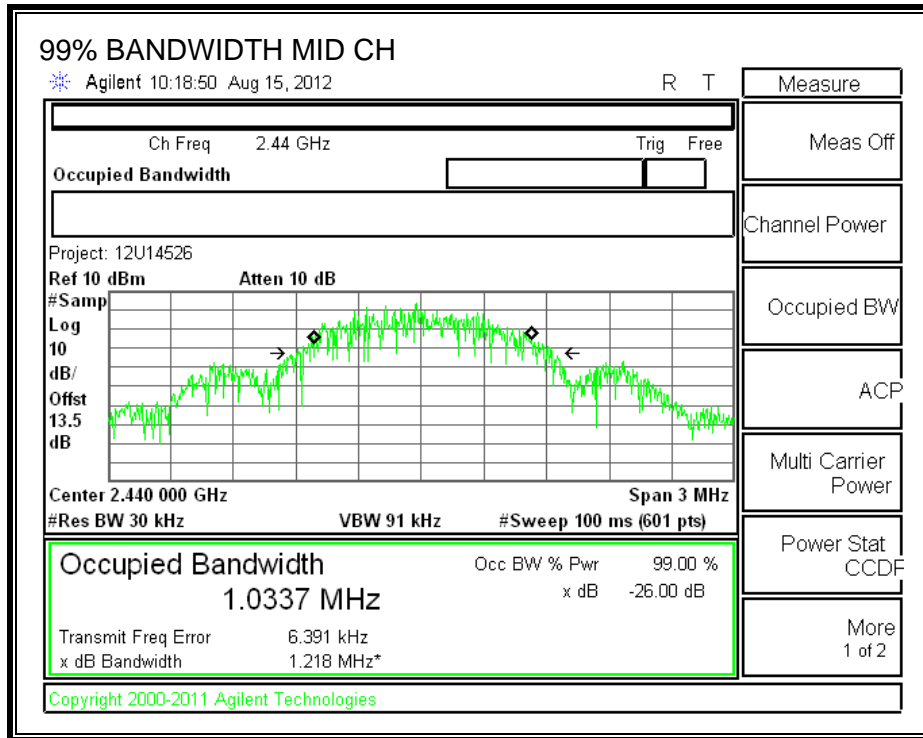 99% BANDWIDTH MID CH
Agilent 10:18:50 Aug 15, 2012 R T
Ch Freq 2.44 GHz Trig Free
Occupied Bandwidth
Project: 12U14526
Ref 10 dBm Atten 10 dB
#Samp
Log
10
dB/
Offst
13.5
dB
Center 2.440 000 GHz Span 3 MHz
#Res BW 30 kHz VBW 91 kHz #Sweep 100 ms (601 pts)
Occupied Bandwidth
1.0337 MHz
Occ BW % Pwr 99.00 %
x dB -26.00 dB
Transmit Freq Error 6.391 kHz
x dB Bandwidth 1.218 MHz*
Copyright 2000-2011 Agilent Technologies
Measure
Meas Off
Channel Power
Occupied BW
ACP
Multi Carrier
Power
Power Stat
CCDF
More
1 of 2